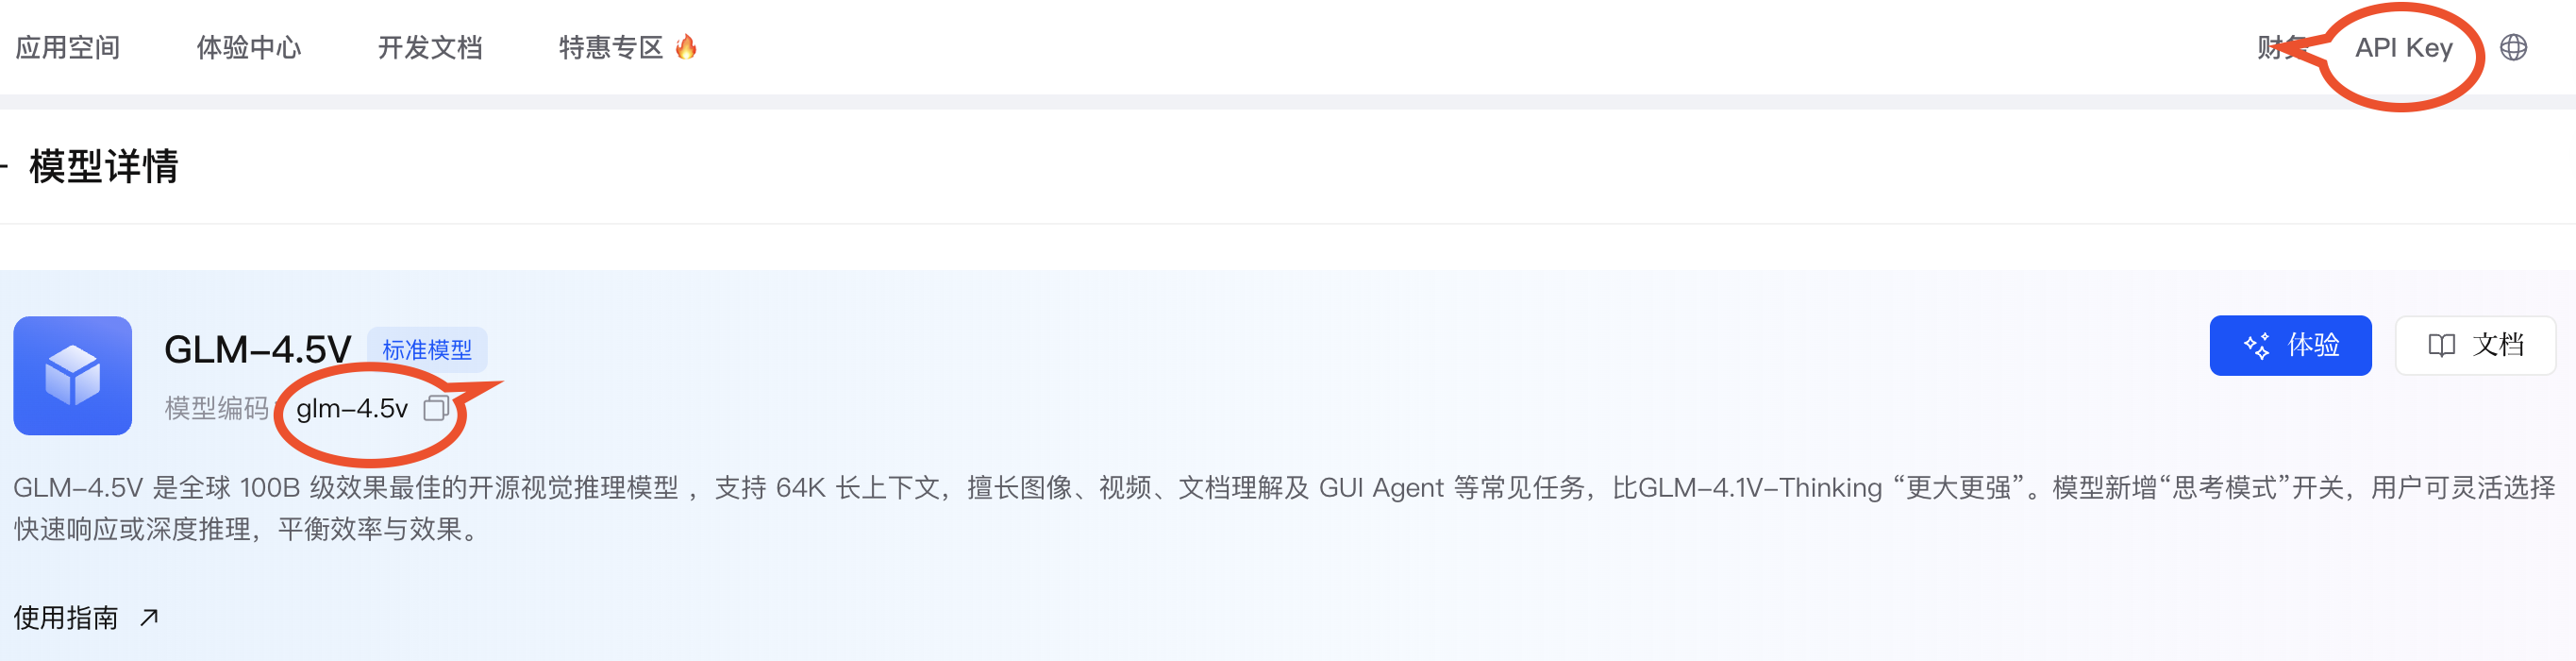 应用空间 体验中心 开发文档 特惠专区 API Key
模型详情
GLM-4.5V 标准模型
模型编码 glm-4.5v
体验 文档
GLM-4.5V 是全球 100B 级效果最佳的开源视觉推理模型 ，支持 64K 长上下文，擅长图像、视频、文档理解及 GUI Agent 等常见任务，比GLM-4.1V-Thinking “更大更强”。模型新增“思考模式”开关，用户可灵活选择
快速响应或深度推理，平衡效率与效果。
使用指南